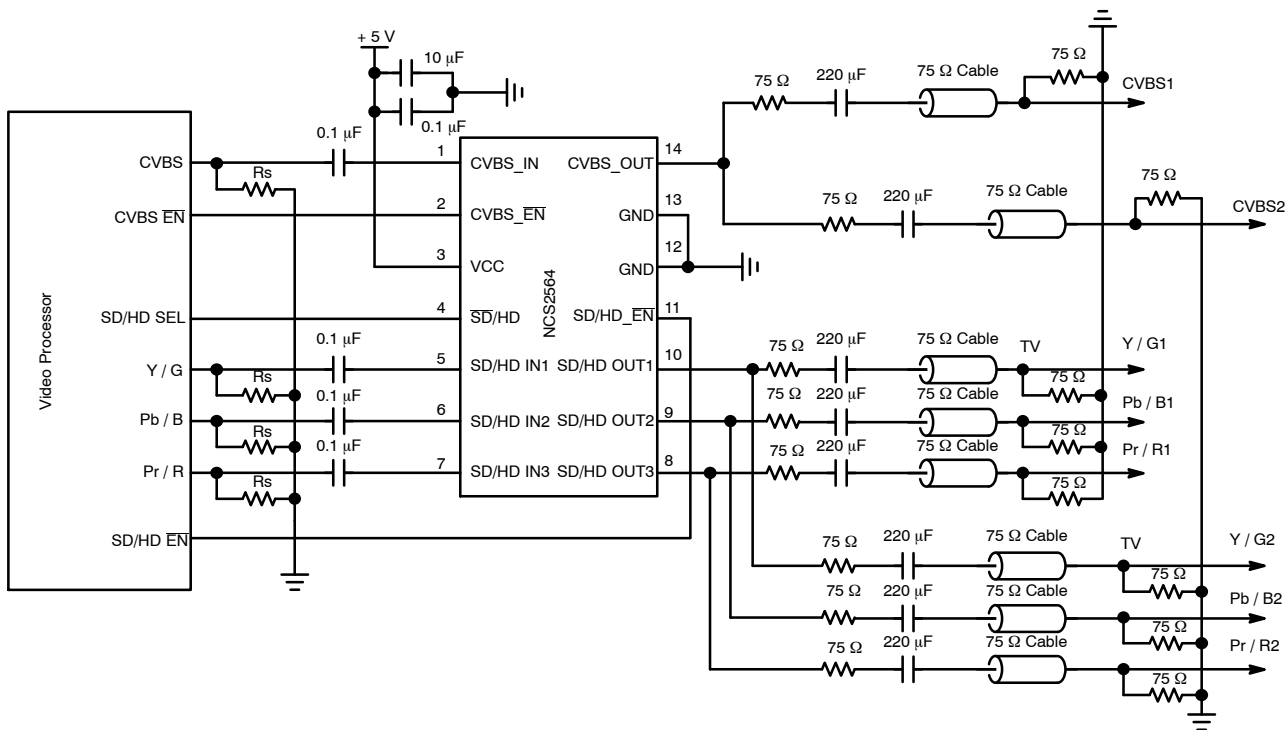 + 5 V
10 μF
0.1 μF
Video Processor
CVBS
CVBS EN
SD/HD SEL
Y / G
Pb / B
Pr / R
SD/HD EN
Rs
Rs
Rs
Rs
0.1 μF
0.1 μF
0.1 μF
0.1 μF
1
2
3
4
5
6
7
CVBS_IN
CVBS_EN
VCC
SD/HD
SD/HD IN1
SD/HD IN2
SD/HD IN3
NCS2564
CVBS_OUT
GND
GND
SD/HD_EN
SD/HD OUT1
SD/HD OUT2
SD/HD OUT3
14
13
12
11
10
9
8
75 Ω
220 μF
75 Ω Cable
75 Ω
CVBS1
75 Ω
220 μF
75 Ω Cable
75 Ω
CVBS2
75 Ω
220 μF
75 Ω Cable
TV
Y / G1
75 Ω
75 Ω
220 μF
75 Ω Cable
Pb / B1
75 Ω
75 Ω
220 μF
75 Ω Cable
Pr / R1
75 Ω
75 Ω
220 μF
75 Ω Cable
TV
Y / G2
75 Ω
75 Ω
220 μF
75 Ω Cable
Pb / B2
75 Ω
75 Ω
220 μF
75 Ω Cable
Pr / R2
75 Ω